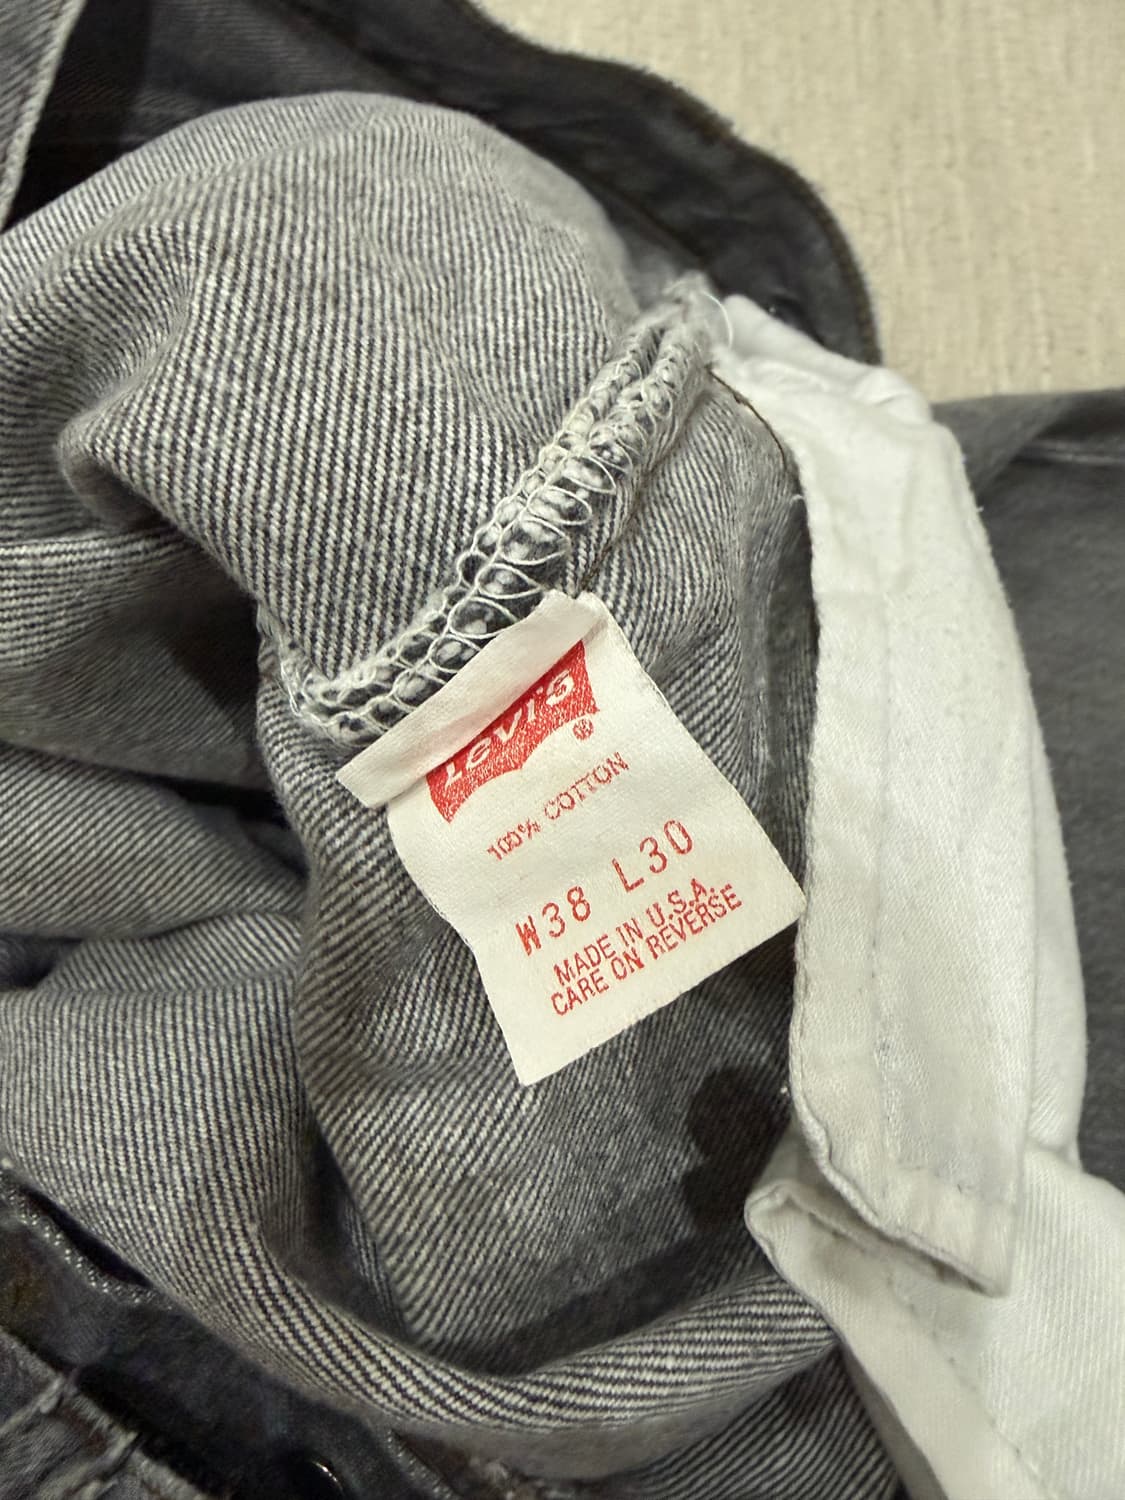 Levi's ®
100% COTTON
W38 L30
MADE IN U.S.A.
CARE ON REVERSE